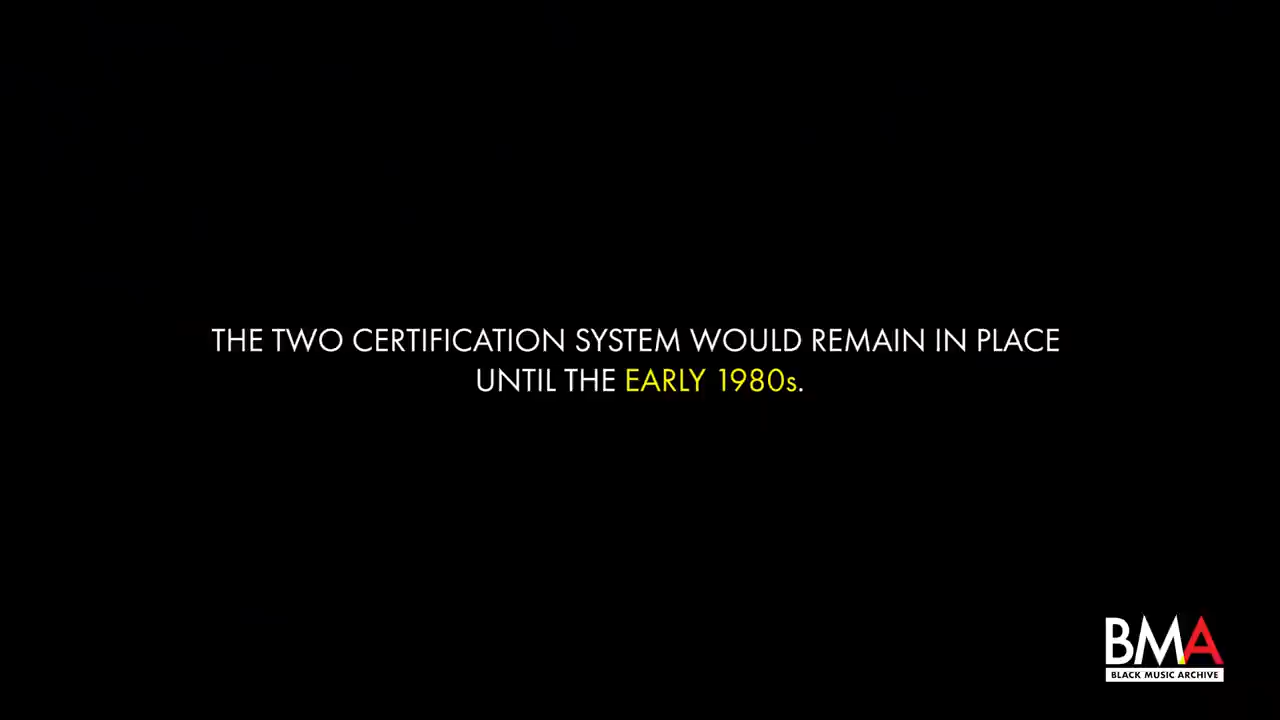 THE TWO CERTIFICATION SYSTEM WOULD REMAIN IN PLACE
UNTIL THE EARLY 1980s.
BMA
BLACK MUSIC ARCHIVE